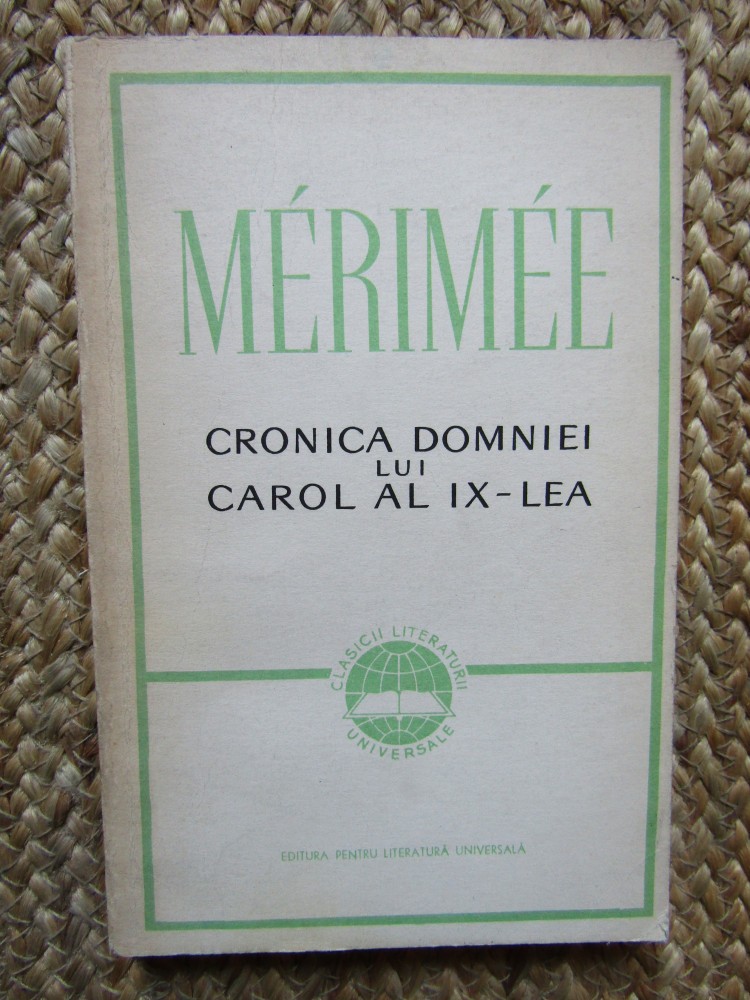 MÉRIMÉE
CRONICA DOMNIEI
LUI
CAROL AL IX-LEA
CLASICII LITERATURII
UNIVERSALE
EDITURA PENTRU LITERATURĂ UNIVERSALĂ